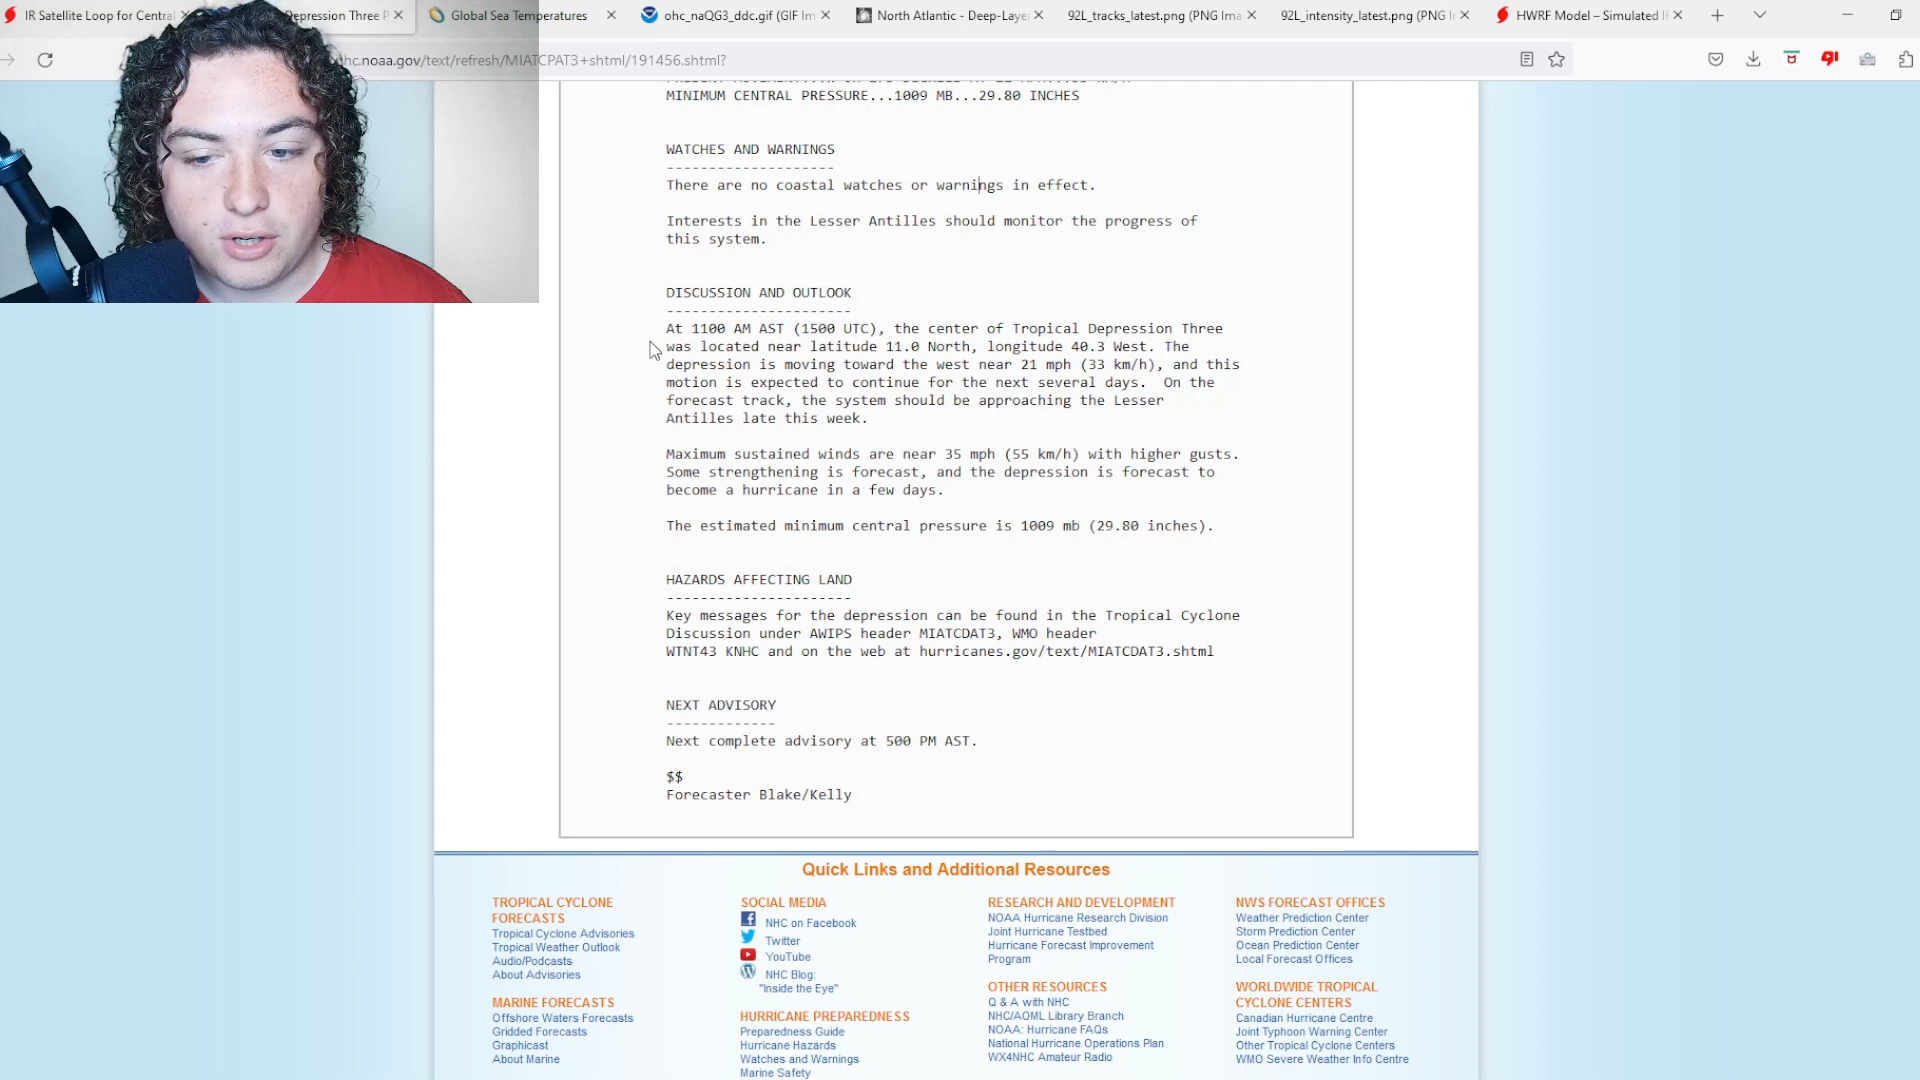 IR Satellite Loop for Central
Depression Three P
Global Sea Temperatures
ohc_naQG3_ddc.gif (GIF Im
North Atlantic - Deep-Laye
92L_tracks_latest.png (PNG Ima
92L_intensity_latest.png (PNG I
HWRF Model – Simulated I
hc.noaa.gov/text/refresh/MIATCPAT3+shtml/191456.shtml?
MINIMUM CENTRAL PRESSURE...1009 MB...29.80 INCHES
WATCHES AND WARNINGS
--------------------
There are no coastal watches or warnings in effect.
Interests in the Lesser Antilles should monitor the progress of
this system.
DISCUSSION AND OUTLOOK
----------------------
At 1100 AM AST (1500 UTC), the center of Tropical Depression Three
was located near latitude 11.0 North, longitude 40.3 West. The
depression is moving toward the west near 21 mph (33 km/h), and this
motion is expected to continue for the next several days.  On the
forecast track, the system should be approaching the Lesser
Antilles late this week.
Maximum sustained winds are near 35 mph (55 km/h) with higher gusts.
Some strengthening is forecast, and the depression is forecast to
become a hurricane in a few days.
The estimated minimum central pressure is 1009 mb (29.80 inches).
HAZARDS AFFECTING LAND
----------------------
Key messages for the depression can be found in the Tropical Cyclone
Discussion under AWIPS header MIATCDAT3, WMO header
WTNT43 KNHC and on the web at hurricanes.gov/text/MIATCDAT3.shtml
NEXT ADVISORY
-------------
Next complete advisory at 500 PM AST.
$$
Forecaster Blake/Kelly
Quick Links and Additional Resources
TROPICAL CYCLONE
FORECASTS
Tropical Cyclone Advisories
Tropical Weather Outlook
Audio/Podcasts
About Advisories
MARINE FORECASTS
Offshore Waters Forecasts
Gridded Forecasts
Graphicast
About Marine
SOCIAL MEDIA
NHC on Facebook
Twitter
YouTube
NHC Blog:
"Inside the Eye"
HURRICANE PREPAREDNESS
Preparedness Guide
Hurricane Hazards
Watches and Warnings
Marine Safety
RESEARCH AND DEVELOPMENT
NOAA Hurricane Research Division
Joint Hurricane Testbed
Hurricane Forecast Improvement
Program
OTHER RESOURCES
Q & A with NHC
NHC/AOML Library Branch
NOAA: Hurricane FAQs
National Hurricane Operations Plan
WX4NHC Amateur Radio
NWS FORECAST OFFICES
Weather Prediction Center
Storm Prediction Center
Ocean Prediction Center
Local Forecast Offices
WORLDWIDE TROPICAL
CYCLONE CENTERS
Canadian Hurricane Centre
Joint Typhoon Warning Center
Other Tropical Cyclone Centers
WMO Severe Weather Info Centre